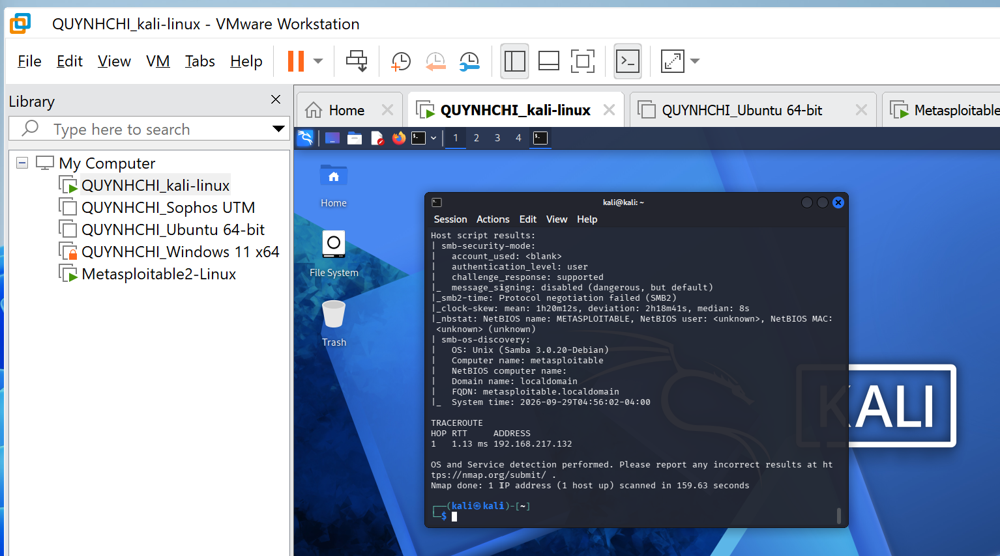 QUYNHCHI_kali-linux - VMware Workstation
File Edit View VM Tabs Help
Library
Type here to search
My Computer
QUYNHCHI_kali-linux
QUYNHCHI_Sophos UTM
QUYNHCHI_Ubuntu 64-bit
QUYNHCHI_Windows 11 x64
Metasploitable2-Linux
Home QUYNHCHI_kali-linux QUYNHCHI_Ubuntu 64-bit Metasploitable
1 2 3 4
Home
File System
Trash
kali@kali: ~
Session Actions Edit View Help
Host script results:
| smb-security-mode:
|   account_used: <blank>
|   authentication_level: user
|   challenge_response: supported
|_  message_signing: disabled (dangerous, but default)
|_smb2-time: Protocol negotiation failed (SMB2)
|_clock-skew: mean: 1h20m12s, deviation: 2h18m41s, median: 8s
|_nbstat: NetBIOS name: METASPLOITABLE, NetBIOS user: <unknown>, NetBIOS MAC:
 <unknown> (unknown)
| smb-os-discovery:
|   OS: Unix (Samba 3.0.20-Debian)
|   Computer name: metasploitable
|   NetBIOS computer name:
|   Domain name: localdomain
|   FQDN: metasploitable.localdomain
|_  System time: 2026-09-29T04:56:02-04:00
TRACEROUTE
HOP RTT     ADDRESS
1   1.13 ms 192.168.217.132
OS and Service detection performed. Please report any incorrect results at ht
tps://nmap.org/submit/ .
Nmap done: 1 IP address (1 host up) scanned in 159.63 seconds
┌──(kali㉿kali)-[~]
└─$
KALI